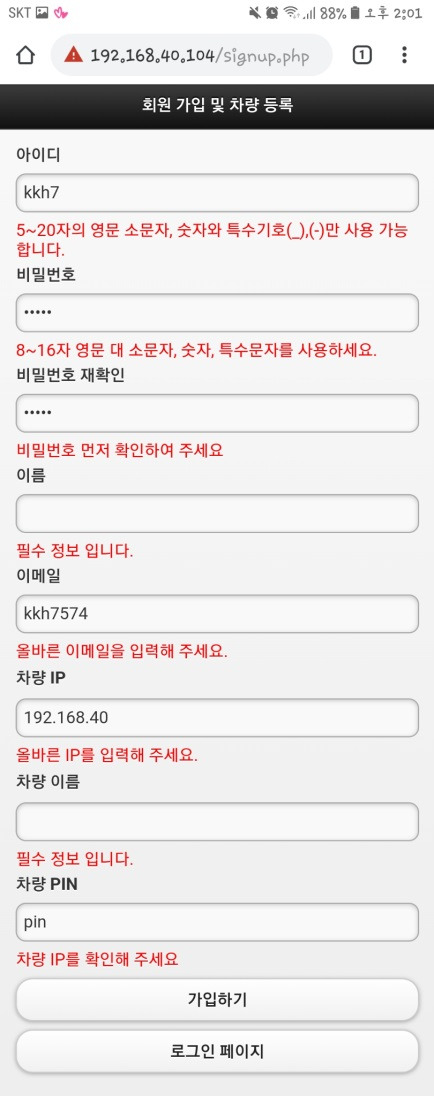 SKT 88% 오후 2:01
192.168.40.104/signup.php 1
회원 가입 및 차량 등록
아이디
kkh7
5~20자의 영문 소문자, 숫자와 특수기호(_),(-)만 사용 가능
합니다.
비밀번호
•••••
8~16자 영문 대 소문자, 숫자, 특수문자를 사용하세요.
비밀번호 재확인
•••••
비밀번호 먼저 확인하여 주세요
이름
필수 정보 입니다.
이메일
kkh7574
올바른 이메일을 입력해 주세요.
차량 IP
192.168.40
올바른 IP를 입력해 주세요.
차량 이름
필수 정보 입니다.
차량 PIN
pin
차량 IP를 확인해 주세요
가입하기
로그인 페이지